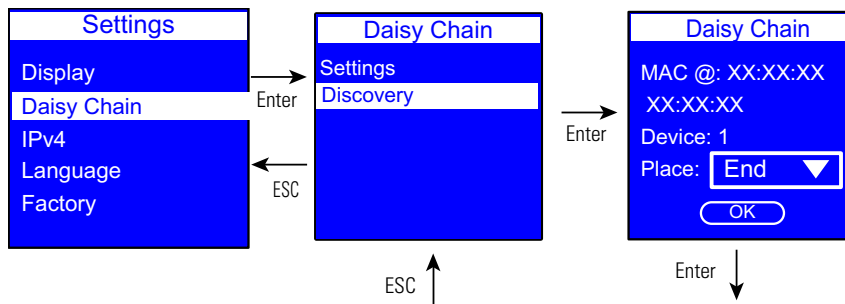 Settings
Display
Daisy Chain
IPv4
Language
Factory
Enter
ESC
Daisy Chain
Settings
Discovery
Enter
ESC
Daisy Chain
MAC @: XX:XX:XX
XX:XX:XX
Device: 1
Place: End
OK
Enter